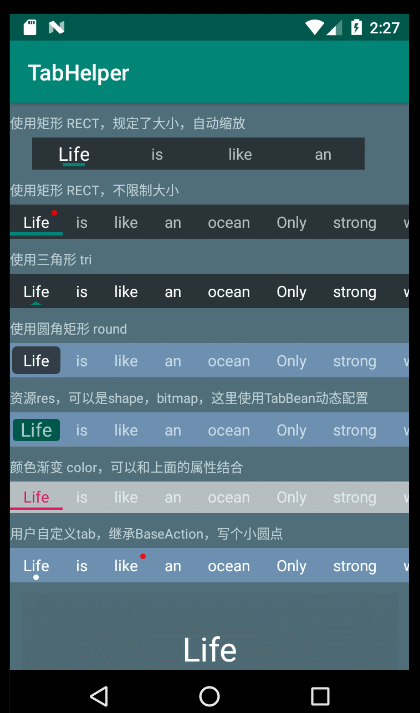 2:27
TabHelper
使用矩形 RECT，规定了大小，自动缩放
Life is like an
使用矩形 RECT，不限制大小
Life is like an ocean Only strong w
使用三角形 tri
Life is like an ocean Only strong w
使用圆角矩形 round
Life is like an ocean Only strong w
资源res，可以是shape，bitmap，这里使用TabBean动态配置
Life is like an ocean Only strong w
颜色渐变 color，可以和上面的属性结合
Life is like an ocean Only strong w
用户自定义tab，继承BaseAction，写个小圆点
Life is like an ocean Only strong w
Life